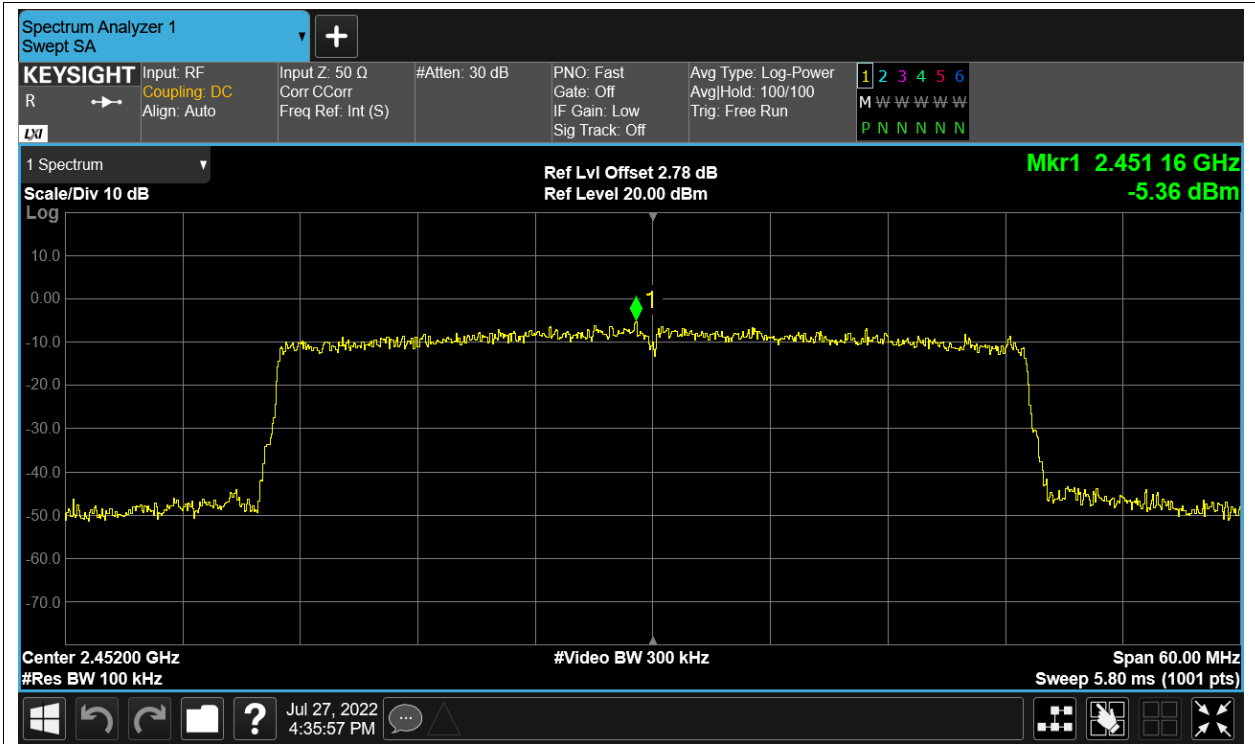 Spectrum Analyzer 1
Swept SA
KEYSIGHT
R
LXI
Input: RF
Coupling: DC
Align: Auto
Input Z: 50 Ω
Corr CCorr
Freq Ref: Int (S)
#Atten: 30 dB
PNO: Fast
Gate: Off
IF Gain: Low
Sig Track: Off
Avg Type: Log-Power
Avg|Hold: 100/100
Trig: Free Run
1 2 3 4 5 6
M W W W W W
P N N N N N
1 Spectrum
Scale/Div 10 dB
Log
Ref Lvl Offset 2.78 dB
Ref Level 20.00 dBm
Mkr1 2.451 16 GHz
-5.36 dBm
10.0
0.00
1
-10.0
-20.0
-30.0
-40.0
-50.0
-60.0
-70.0
Center 2.45200 GHz
#Res BW 100 kHz
#Video BW 300 kHz
Span 60.00 MHz
Sweep 5.80 ms (1001 pts)
?
Jul 27, 2022
4:35:57 PM